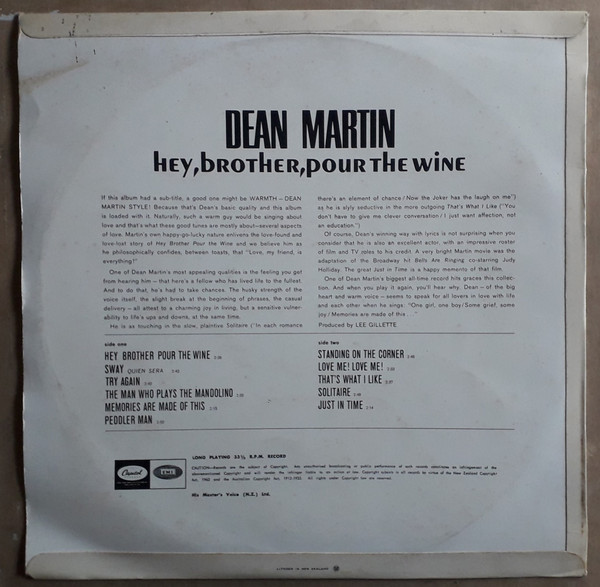 DEAN MARTIN
hey, brother, pour the wine
If this album had a sub-title, a good one might be WARMTH — DEAN
MARTIN STYLE! Because that's Dean's basic quality and this album
is loaded with it. Naturally, such a warm guy would be singing about
love and that's what these good tunes are mostly about—several aspects
of love. Martin's own happy-go-lucky nature enlivens the love-found and
love-lost story of Hey Brother Pour the Wine and we believe him as
he philosophically confides, between toasts, that "Love, my friend, is
everything!"
One of Dean Martin's most appealing qualities is the feeling you get
from hearing him — that here's a fellow who has lived life to the fullest.
And to do that, he's had to take chances. The husky strength of the
voice itself, the slight break at the beginning of phrases, the casual
delivery — all attest to a charming joy in living, but a sensitive vulner-
ability to life's ups and downs, at the same time.
He is as touching in the slow, plaintive Solitaire ("In each romance
there's an element of chance / Now the Joker has the laugh on me")
as he is slyly seductive in the more outgoing That's What I Like ("You
don't have to give me clever conversation / I just want affection, not
an education.")
Of course, Dean's winning way with lyrics is not surprising when you
consider that he is also an excellent actor, with an impressive roster
of film and TV roles to his credit. A very bright Martin movie was the
adaptation of the Broadway hit Bells Are Ringing co-starring Judy
Holliday. The great Just in Time is a happy memento of that film.
One of Dean Martin's biggest all-time record hits graces this collec-
tion. And when you play it again, you'll hear why. Dean — of the big
heart and warm voice — seems to speak for all lovers in love with life
and each other when he sings: "One girl, one boy / Some grief, some
joy / Memories are made of this . . ."
Produced by LEE GILLETTE
side one
HEY BROTHER POUR THE WINE
SWAY QUIEN SERA
TRY AGAIN
THE MAN WHO PLAYS THE MANDOLINO
MEMORIES ARE MADE OF THIS
PEDDLER MAN
side two
STANDING ON THE CORNER
LOVE ME! LOVE ME!
THAT'S WHAT I LIKE
SOLITAIRE
JUST IN TIME
Capitol
EMI
LONG PLAYING 33⅓ R.P.M. RECORD
His Master's Voice (N.Z.) Ltd.